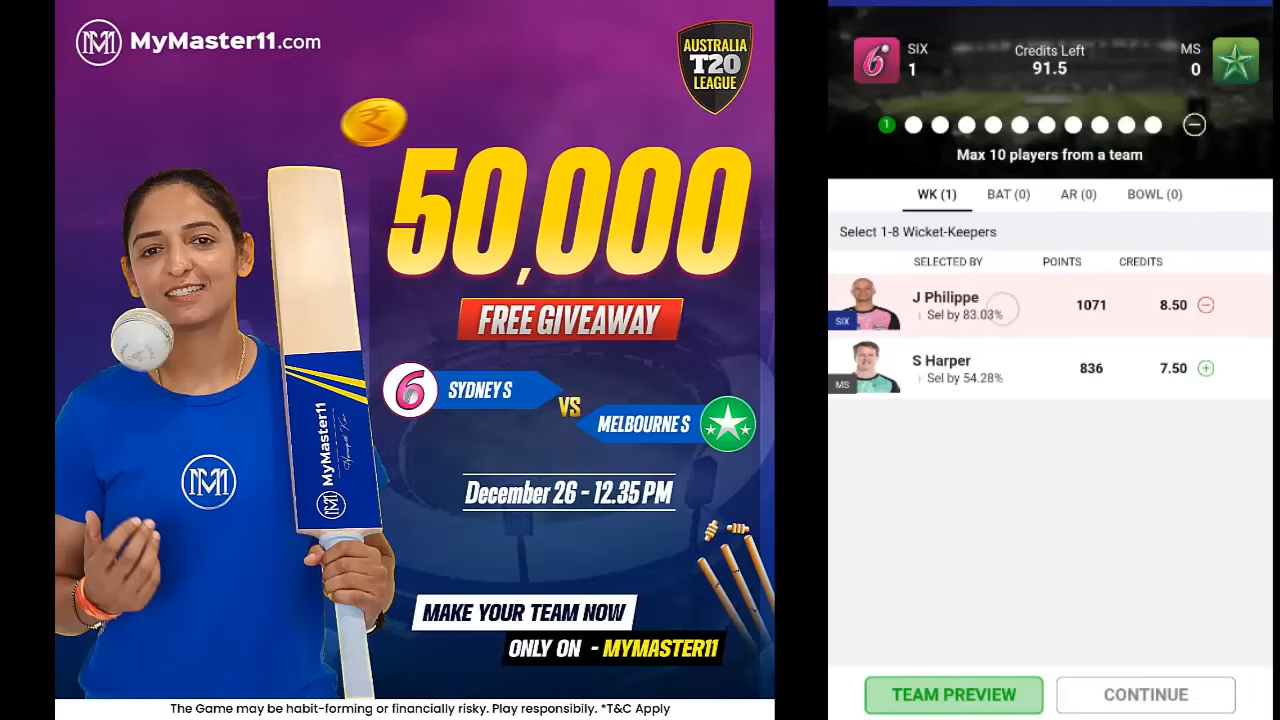 MyMaster11.com
AUSTRALIA
T20
LEAGUE
50,000
FREE GIVEAWAY
6
SYDNEY S
VS
MELBOURNE S
December 26 - 12.35 PM
MyMaster11
MAKE YOUR TEAM NOW
ONLY ON - MYMASTER11
The Game may be habit-forming or financially risky. Play responsibily. *T&C Apply
6
SIX
1
Credits Left
91.5
MS
0
1
Max 10 players from a team
WK (1) BAT (0) AR (0) BOWL (0)
Select 1-8 Wicket-Keepers
SELECTED BY POINTS CREDITS
SIX
J Philippe
Sel by 83.03%
1071
8.50
MS
S Harper
Sel by 54.28%
836
7.50
TEAM PREVIEW
CONTINUE